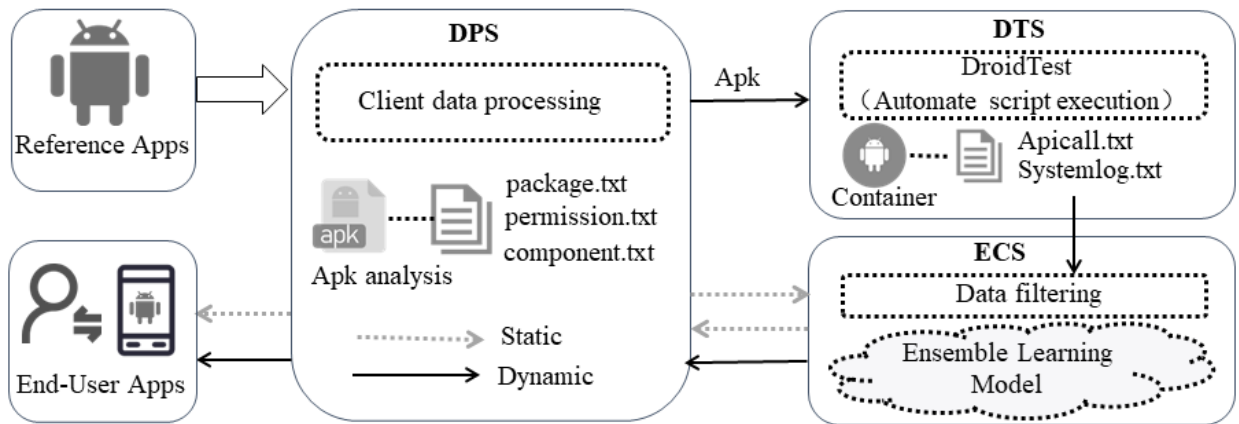 Reference Apps
End-User Apps
DPS
Client data processing
apk
Apk analysis
package.txt
permission.txt
component.txt
Static
Dynamic
Apk
DTS
DroidTest
（Automate script execution）
Container
Apicall.txt
Systemlog.txt
ECS
Data filtering
Ensemble Learning
Model